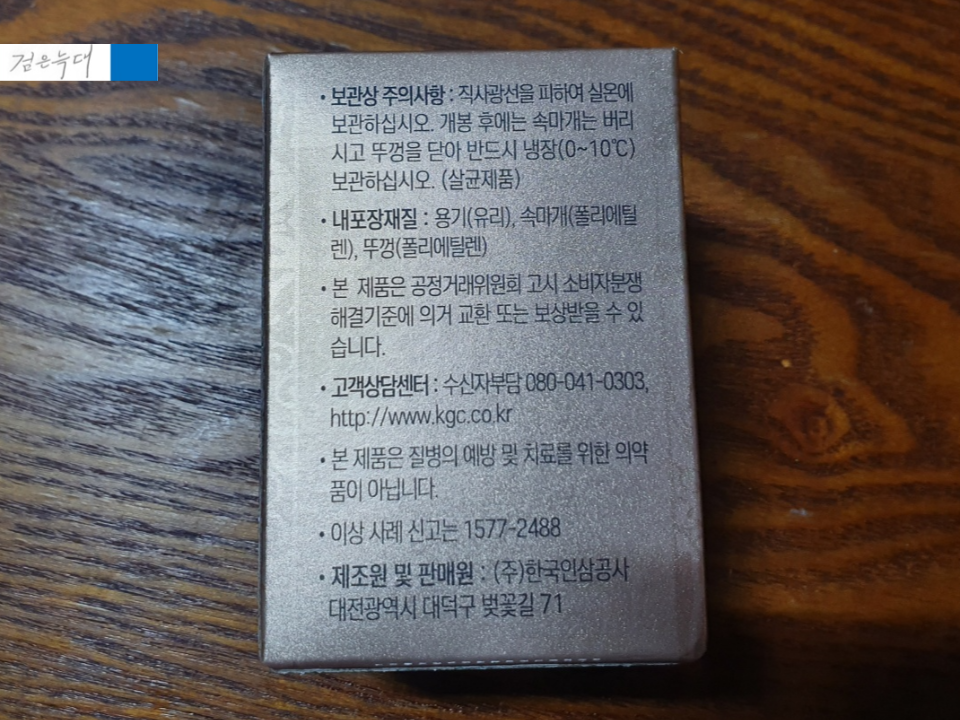 검은늑대
• 보관상 주의사항 : 직사광선을 피하여 실온에
보관하십시오. 개봉 후에는 속마개는 버리
시고 뚜껑을 닫아 반드시 냉장(0~10℃)
보관하십시오. (살균제품)
• 내포장재질 : 용기(유리), 속마개(폴리에틸
렌), 뚜껑(폴리에틸렌)
• 본 제품은 공정거래위원회 고시 소비자분쟁
해결기준에 의거 교환 또는 보상받을 수 있
습니다.
• 고객상담센터 : 수신자부담 080-041-0303,
http://www.kgc.co.kr
• 본 제품은 질병의 예방 및 치료를 위한 의약
품이 아닙니다.
• 이상 사례 신고는 1577-2488
• 제조원 및 판매원 : (주)한국인삼공사
대전광역시 대덕구 벚꽃길 71